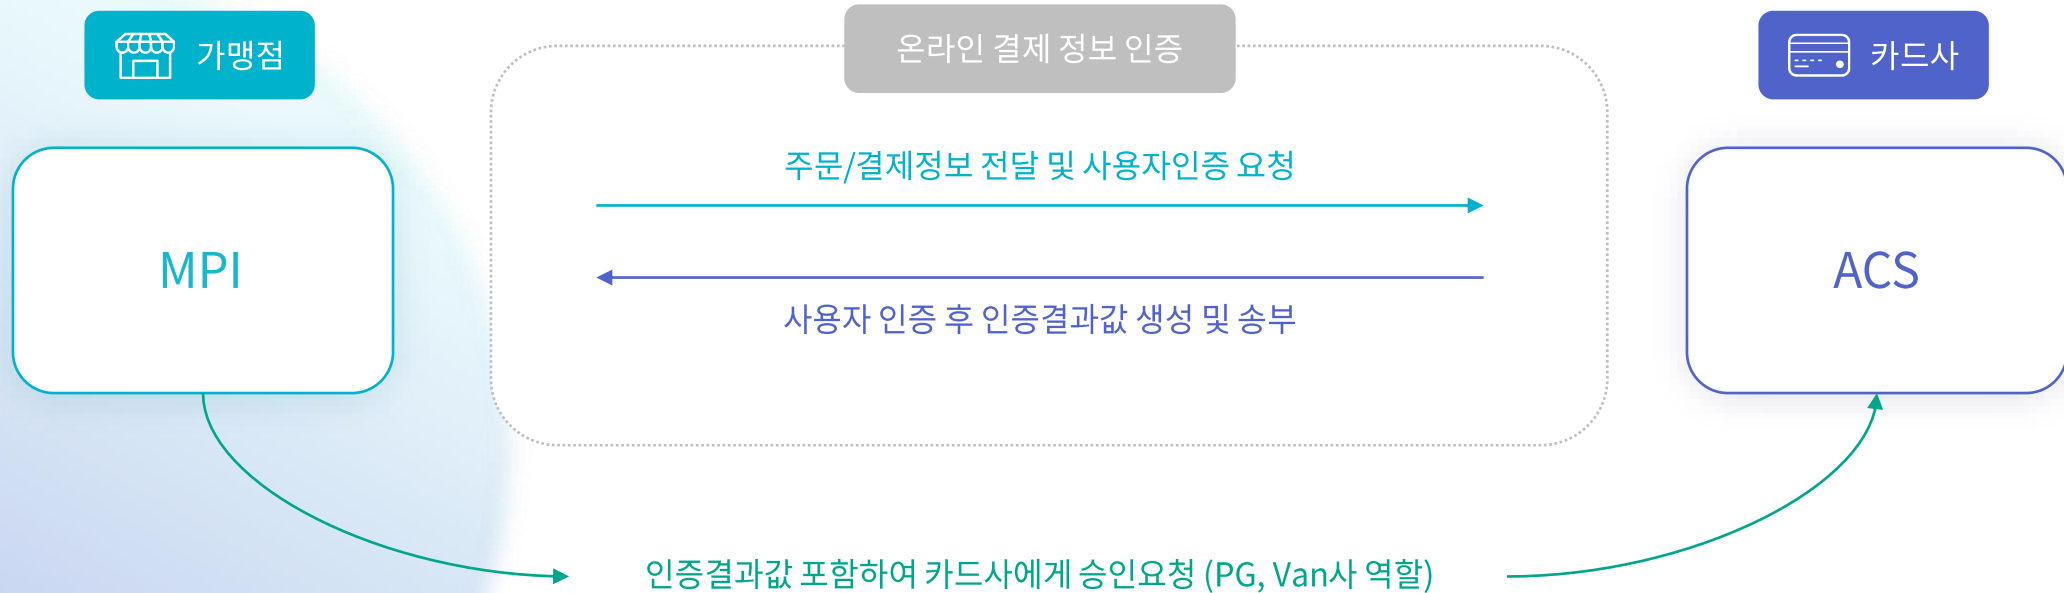 가맹점
온라인 결제 정보 인증
카드사
주문/결제정보 전달 및 사용자인증 요청
MPI
ACS
사용자 인증 후 인증결과값 생성 및 송부
인증결과값 포함하여 카드사에게 승인요청 (PG, Van사 역할)